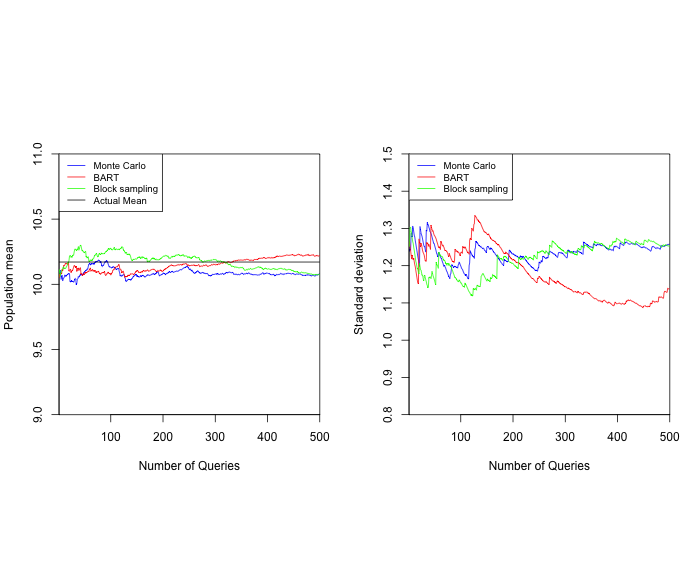 Population mean
11.0
10.5
10.0
9.5
9.0
Monte Carlo
BART
Block sampling
Actual Mean
100 200 300 400 500
Number of Queries
Standard deviation
1.5
1.4
1.3
1.2
1.1
1.0
0.9
0.8
Monte Carlo
BART
Block sampling
100 200 300 400 500
Number of Queries